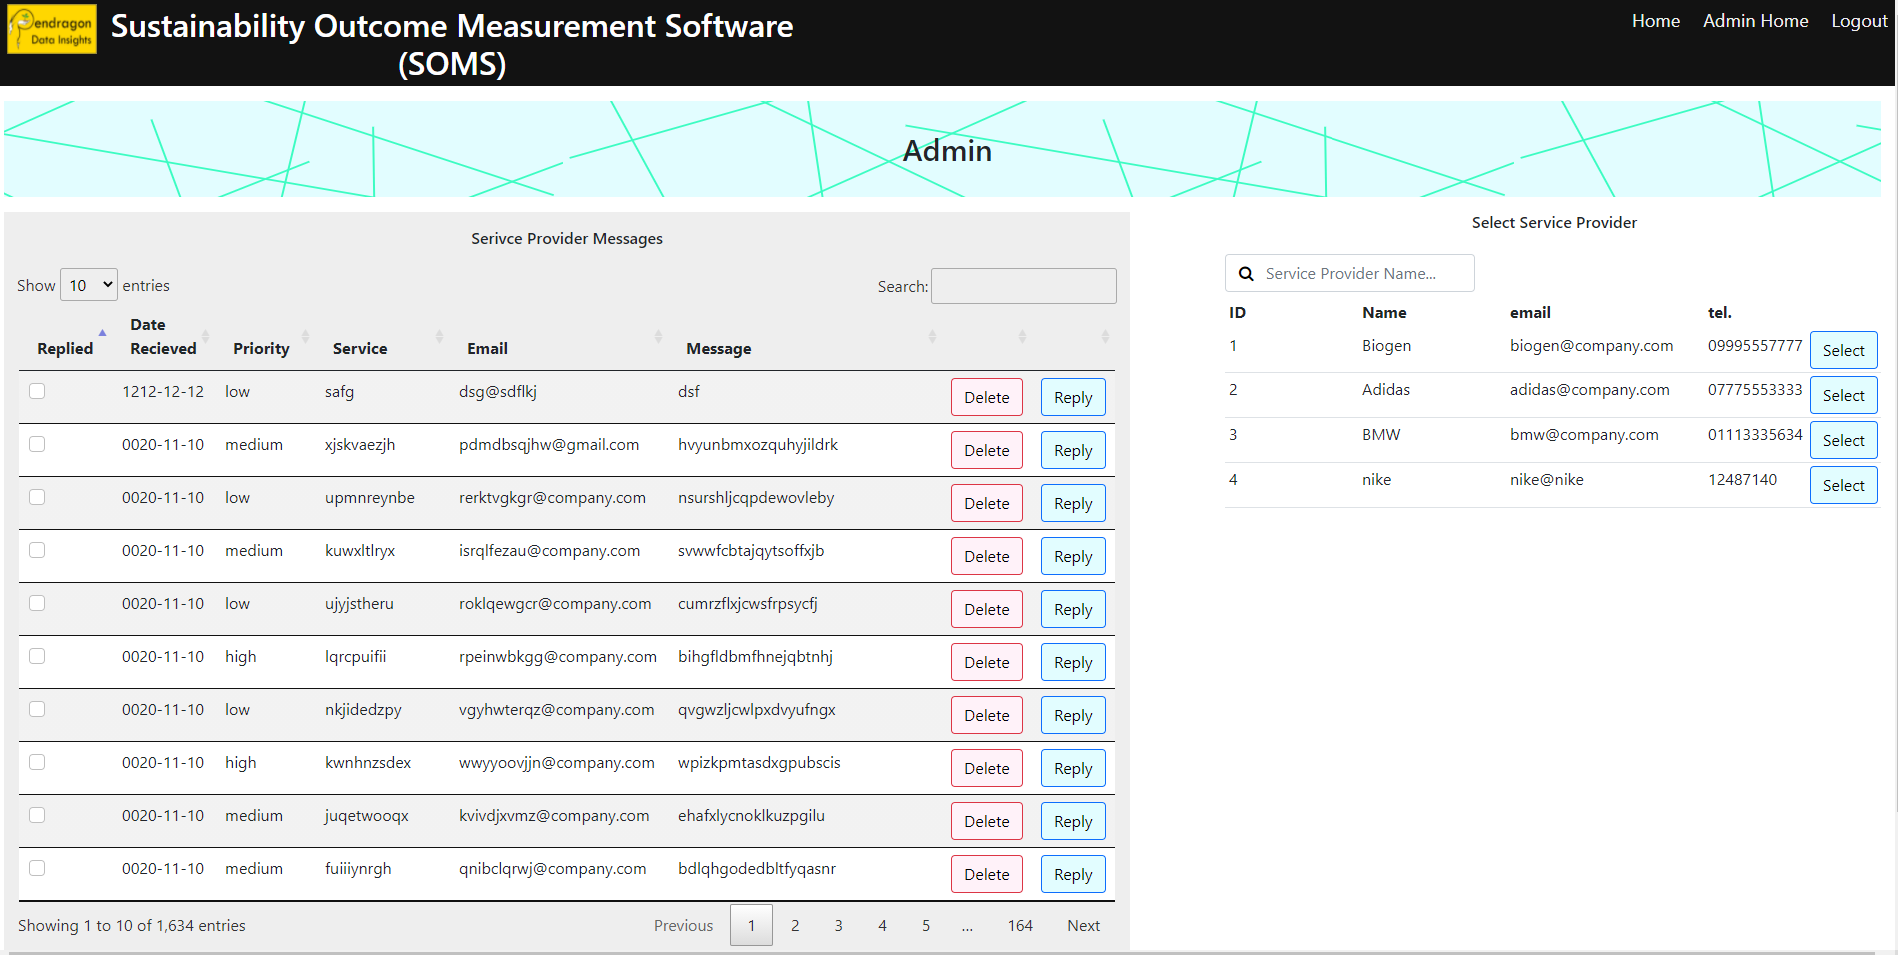 Pendragon
Data Insights
Sustainability Outcome Measurement Software
(SOMS)
Home Admin Home Logout
Admin
Serivce Provider Messages
Show 10 entries
Search:
Replied Date Recieved Priority Service Email Message
1212-12-12 low safg dsg@sdflkj dsf Delete Reply
0020-11-10 medium xjskvaezjh pdmdbsqjhw@gmail.com hvyunbmxozquhyjildrk Delete Reply
0020-11-10 low upmnreynbe rerktvgkgr@company.com nsurshljcqpdewovleby Delete Reply
0020-11-10 medium kuwxltlryx isrqlfezau@company.com svwwfcbtajqytsoffxjb Delete Reply
0020-11-10 low ujyjstheru roklqewgcr@company.com cumrzflxjcwsfrpsycfj Delete Reply
0020-11-10 high lqrcpuifii rpeinwbkgg@company.com bihgfldbmfhnejqbtnhj Delete Reply
0020-11-10 low nkjidedzpy vgyhwterqz@company.com qvgwzljcwlpxdvyufngx Delete Reply
0020-11-10 high kwnhnzsdex wwyyoovjjn@company.com wpizkpmtasdxgpubscis Delete Reply
0020-11-10 medium juqetwooqx kvivdjxvmz@company.com ehafxlycnoklkuzpgilu Delete Reply
0020-11-10 medium fuiiiynrgh qnibclqrwj@company.com bdlqhgodedbltfyqasnr Delete Reply
Showing 1 to 10 of 1,634 entries
Previous 1 2 3 4 5 ... 164 Next
Select Service Provider
Service Provider Name...
ID Name email tel.
1 Biogen biogen@company.com 09995557777 Select
2 Adidas adidas@company.com 07775553333 Select
3 BMW bmw@company.com 01113335634 Select
4 nike nike@nike 12487140 Select